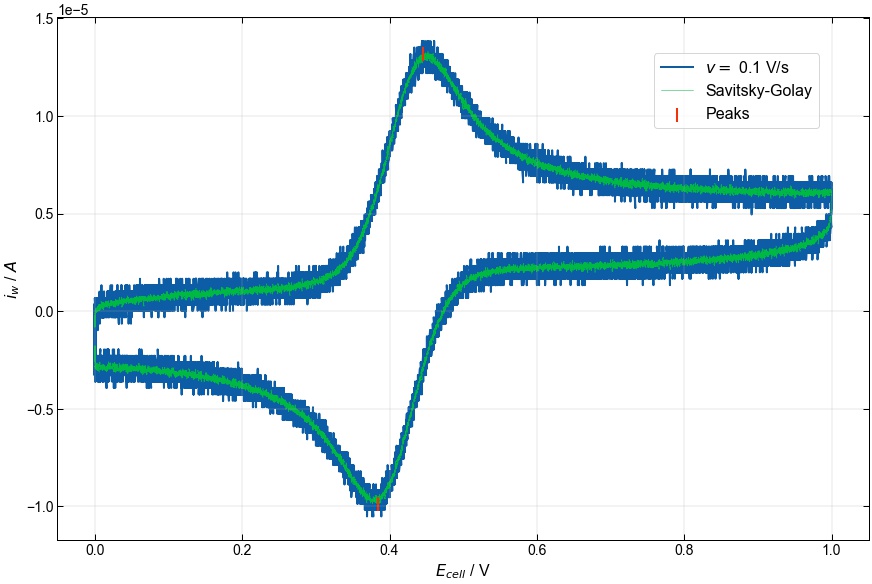 1e−5
1.5
1.0
0.5
0.0
−0.5
−1.0
i_w / A
v = 0.1 V/s
Savitsky-Golay
Peaks
0.0 0.2 0.4 0.6 0.8 1.0
E_cell / V